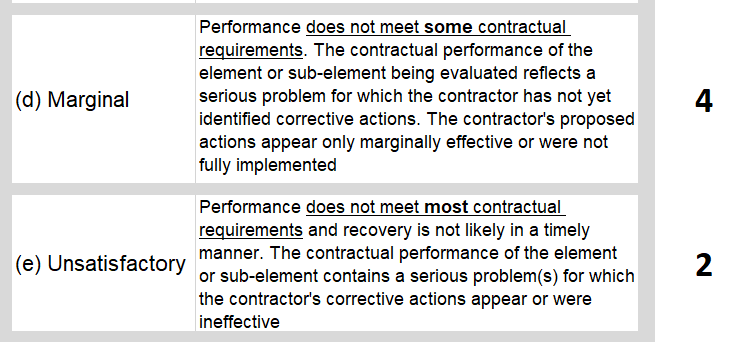 Performance does not meet some contractual
requirements. The contractual performance of the
element or sub-element being evaluated reflects a
serious problem for which the contractor has not yet
(d) Marginal
identified corrective actions. The contractor's proposed
actions appear only marginally effective or were not
fully implemented
4
Performance does not meet most contractual
requirements and recovery is not likely in a timely
manner. The contractual performance of the element
(e) Unsatisfactory
or sub-element contains a serious problem(s) for which
the contractor's corrective actions appear or were
ineffective
2